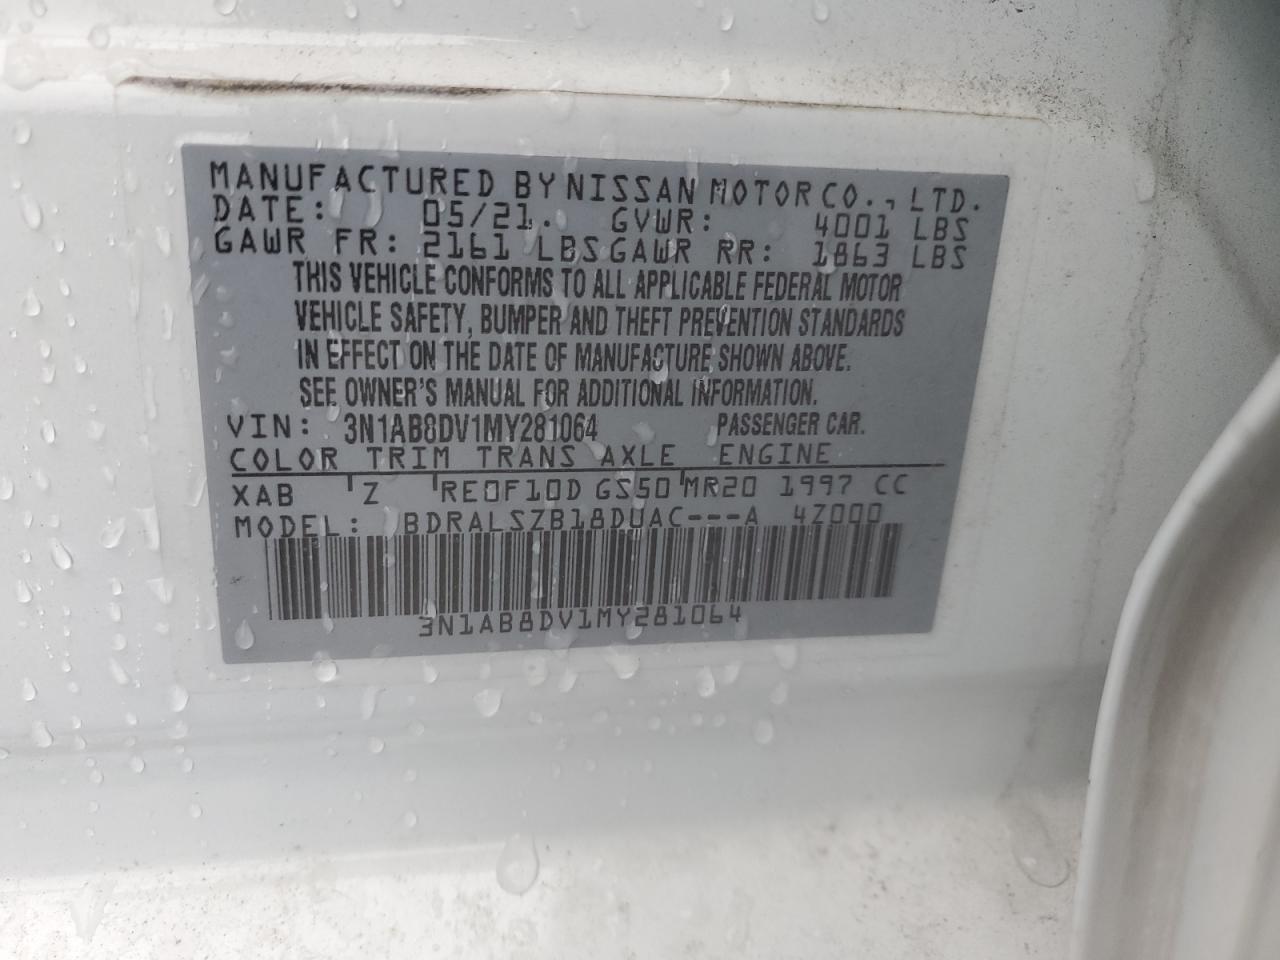 MANUFACTURED BY NISSAN MOTOR CO., LTD.
DATE: 05/21. GVWR: 4001 LBS
GAWR FR: 2161 LBS GAWR RR: 1863 LBS
THIS VEHICLE CONFORMS TO ALL APPLICABLE FEDERAL MOTOR
VEHICLE SAFETY, BUMPER AND THEFT PREVENTION STANDARDS
IN EFFECT ON THE DATE OF MANUFACTURE SHOWN ABOVE.
SEE OWNER'S MANUAL FOR ADDITIONAL INFORMATION.
VIN: 3N1AB8DV1MY281064 PASSENGER CAR.
COLOR TRIM TRANS AXLE ENGINE
XAB Z RE0F10D GS50 MR20 1997 CC
MODEL: BDRALSZB18DUAC---A 4Z000
3N1AB8DV1MY281064